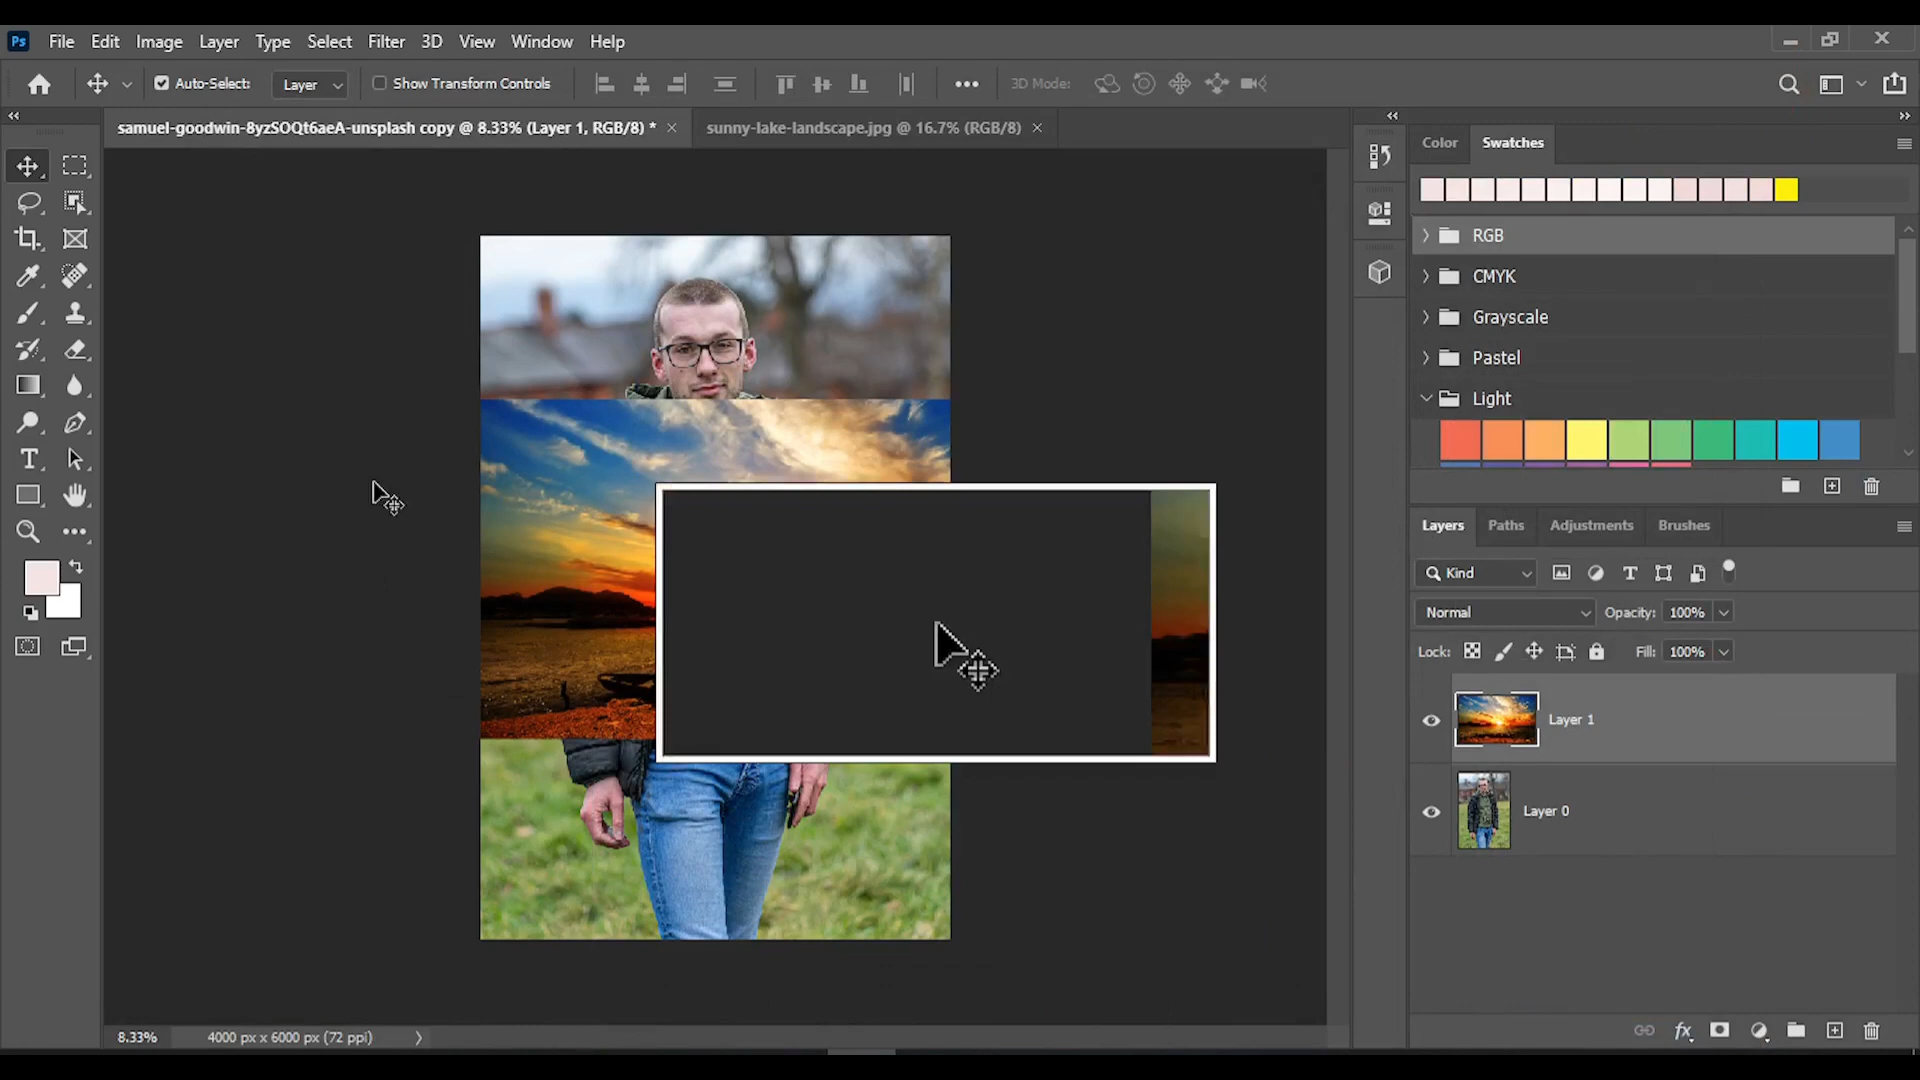 Ps File Edit Image Layer Type Select Filter 3D View Window Help
Auto-Select: Layer Show Transform Controls 3D Mode:
samuel-goodwin-8yzSOQt6aeA-unsplash copy @ 8.33% (Layer 1, RGB/8) *
sunny-lake-landscape.jpg @ 16.7% (RGB/8)
Color Swatches
RGB
CMYK
Grayscale
Pastel
Light
Layers Paths Adjustments Brushes
Kind
Normal Opacity: 100%
Lock: Fill: 100%
Layer 1
Layer 0
T
8.33% 4000 px x 6000 px (72 ppi)
fx